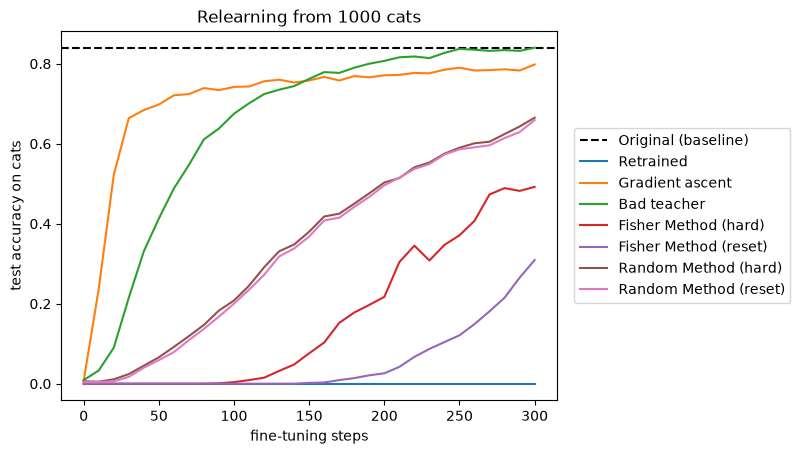 Relearning from 1000 cats
test accuracy on cats
0.8
0.6
0.4
0.2
0.0
0 50 100 150 200 250 300
fine-tuning steps
Original (baseline)
Retrained
Gradient ascent
Bad teacher
Fisher Method (hard)
Fisher Method (reset)
Random Method (hard)
Random Method (reset)